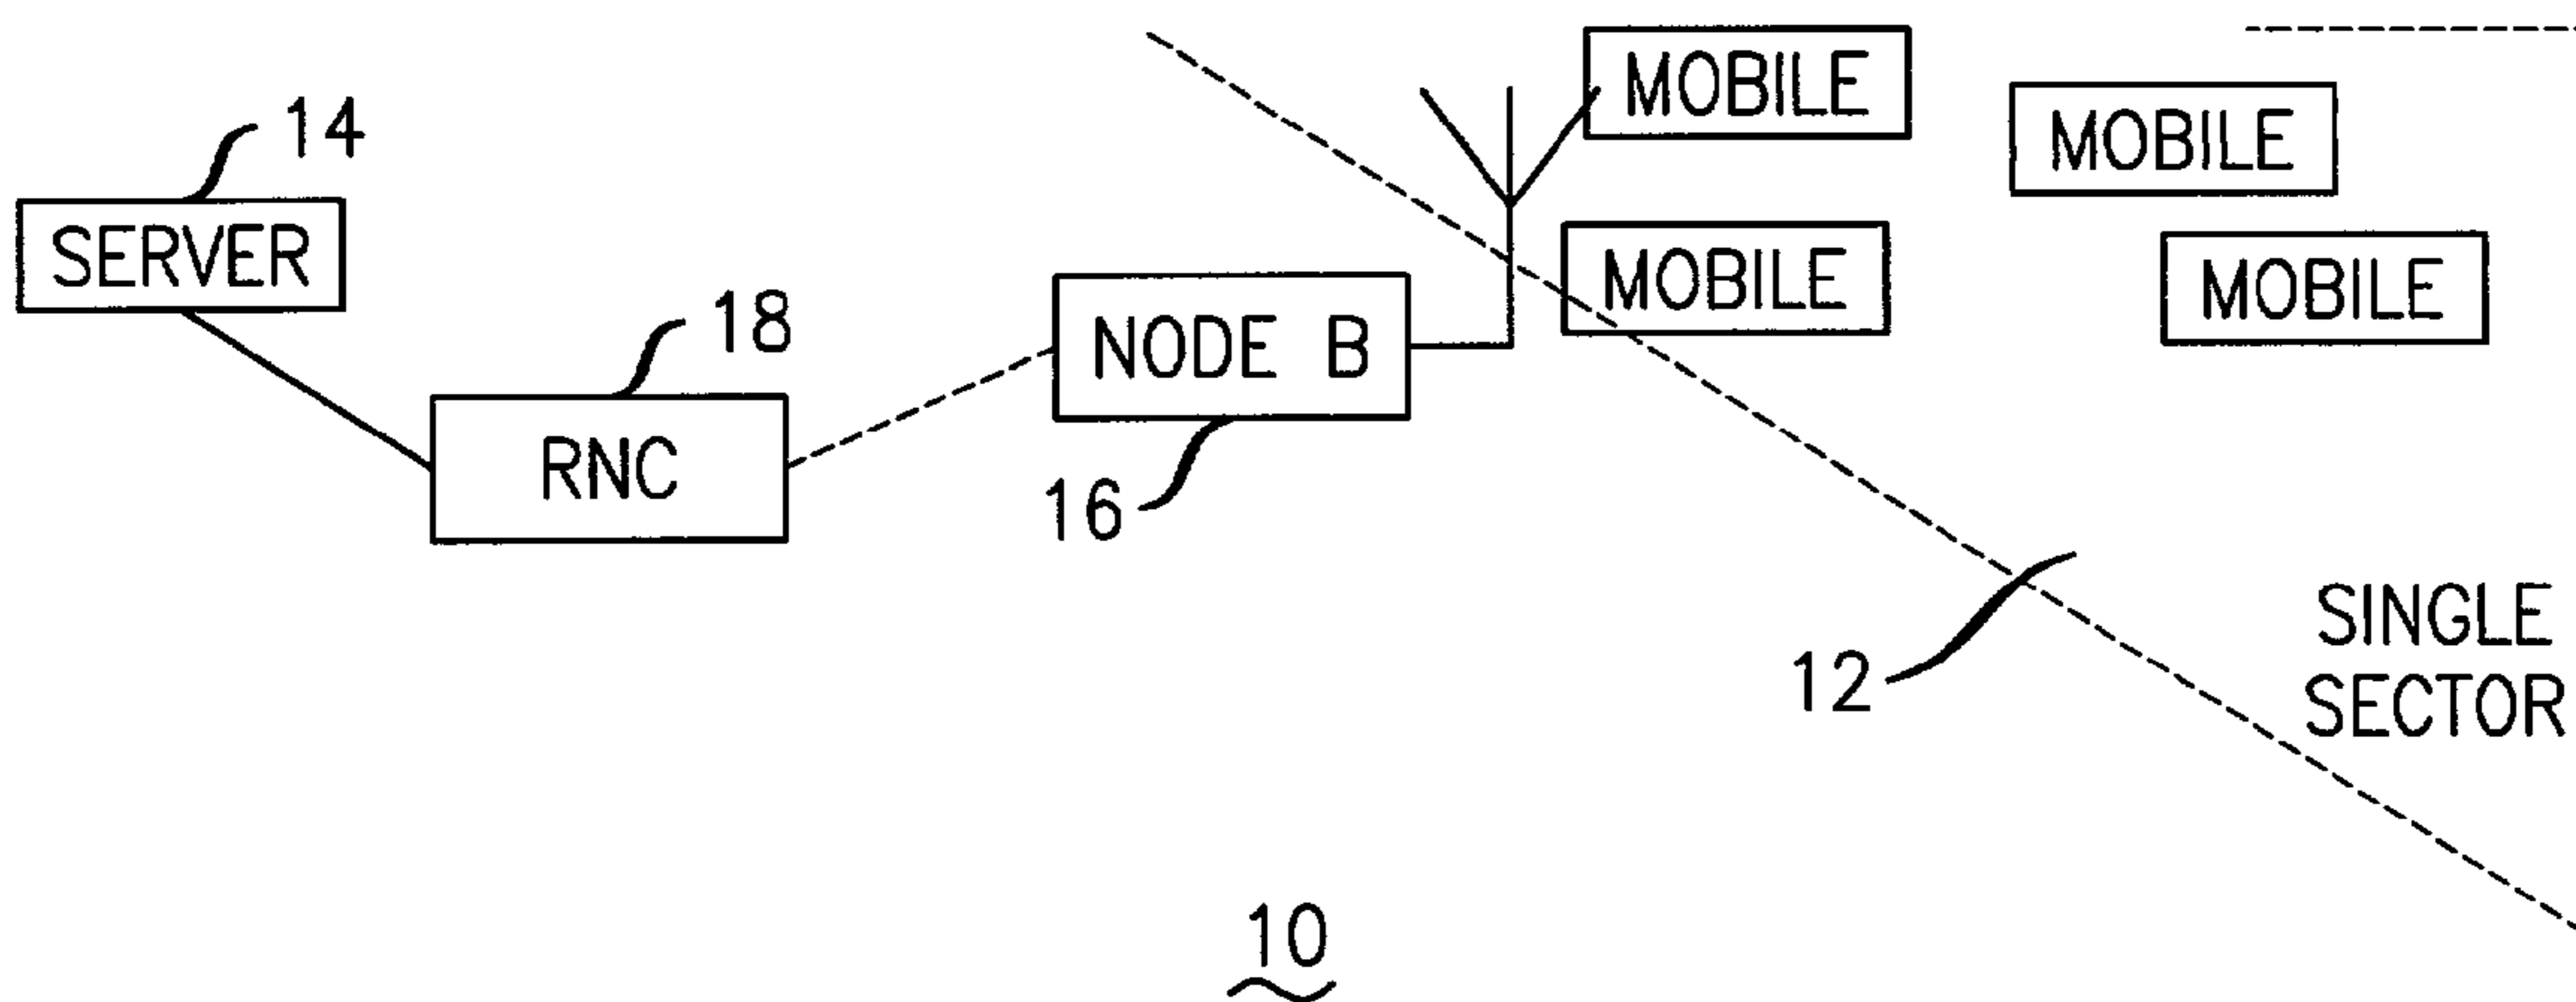 MOBILE
MOBILE
14
SERVER
MOBILE
MOBILE
18
NODE B
RNC
16
12
SINGLE
SECTOR
10